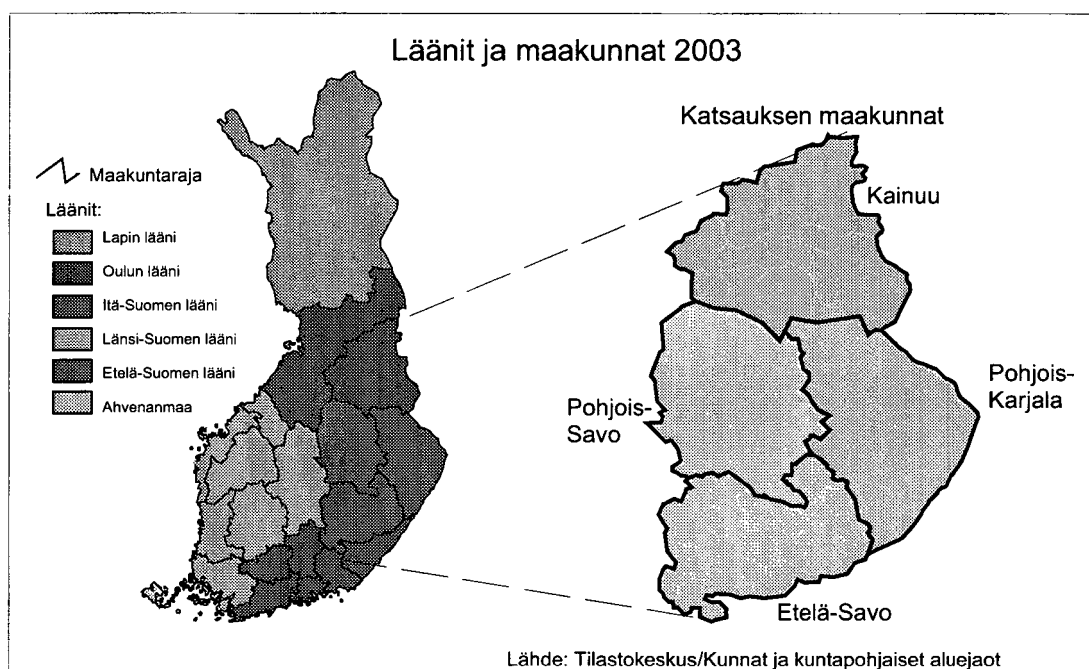 Läänit ja maakunnat 2003
Katsauksen maakunnat
Maakuntaraja
Läänit:
Lapin lääni
Oulun lääni
Itä-Suomen lääni
Länsi-Suomen lääni
Etelä-Suomen lääni
Ahvenanmaa
Kainuu
Pohjois-
Karjala
Pohjois-
Savo
Etelä-Savo
Lähde: Tilastokeskus/Kunnat ja kuntapohjaiset aluejaot